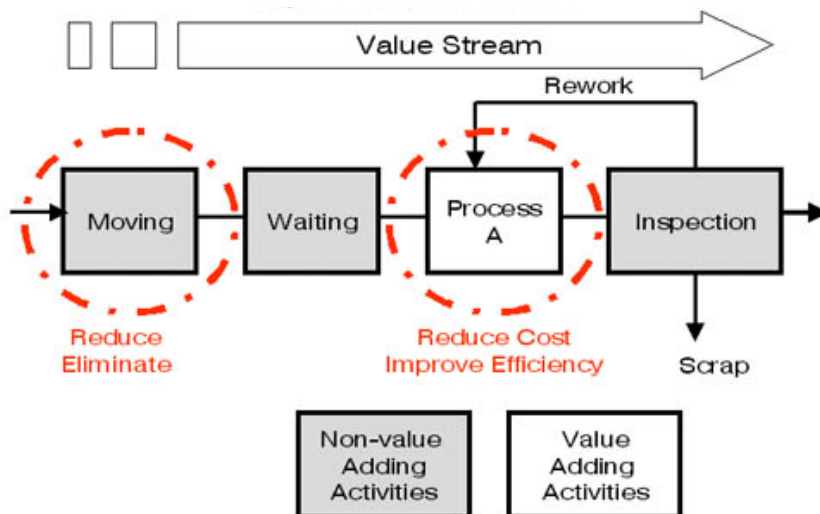 Value Stream
Rework
Moving
Waiting
Process
A
Inspection
Reduce
Eliminate
Reduce Cost
Improve Efficiency
Scrap
Non-value
Adding
Activities
Value
Adding
Activities